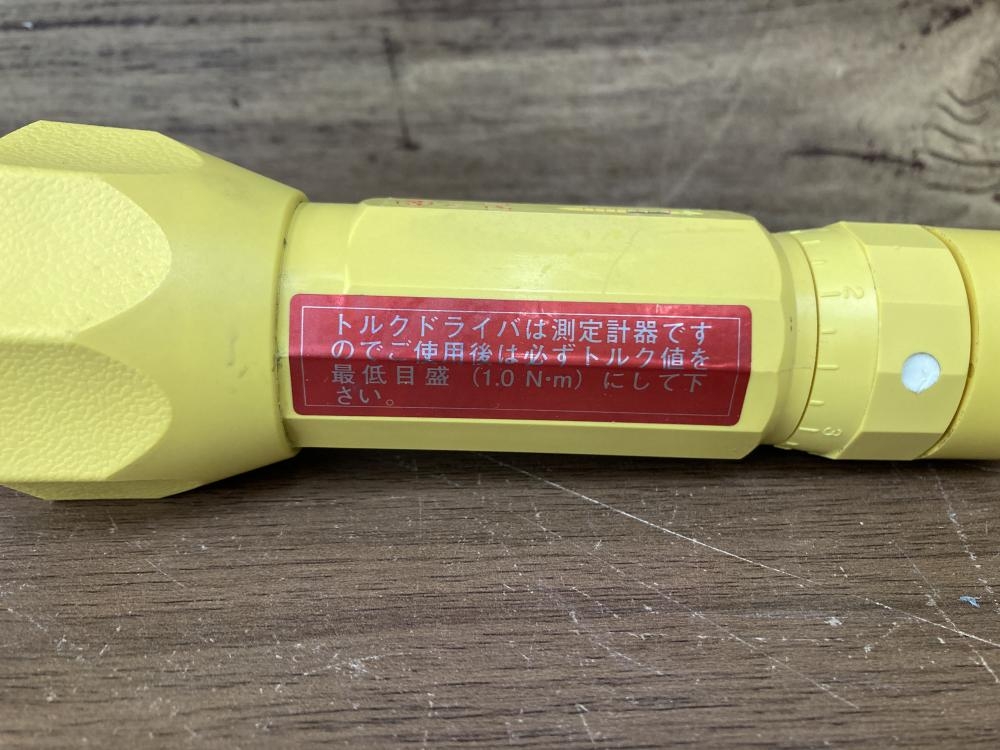 トルクドライバは測定計器です
のでご使用後は必ずトルク値を
最低目盛（1.0 N·m）にして下
さい。
2
3